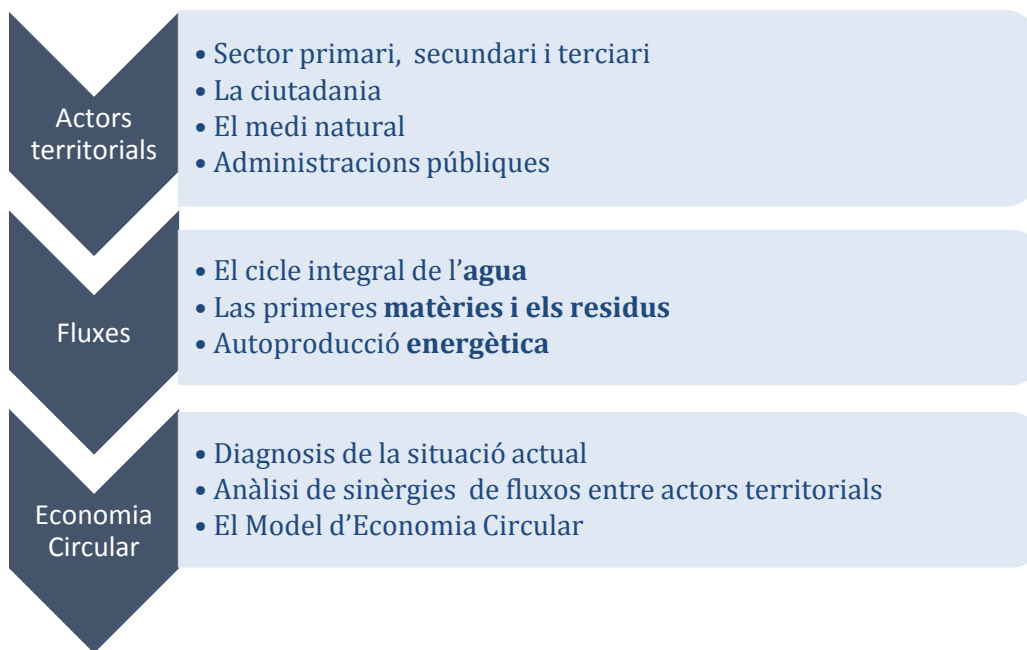 Actors
territorials
• Sector primari, secundari i terciari
• La ciutadania
• El medi natural
• Administracions públiques
Fluxes
• El cicle integral de l’agua
• Las primeres matèries i els residus
• Autoproducció energètica
Economia
Circular
• Diagnosis de la situació actual
• Anàlisi de sinèrgies de fluxos entre actors territorials
• El Model d’Economia Circular